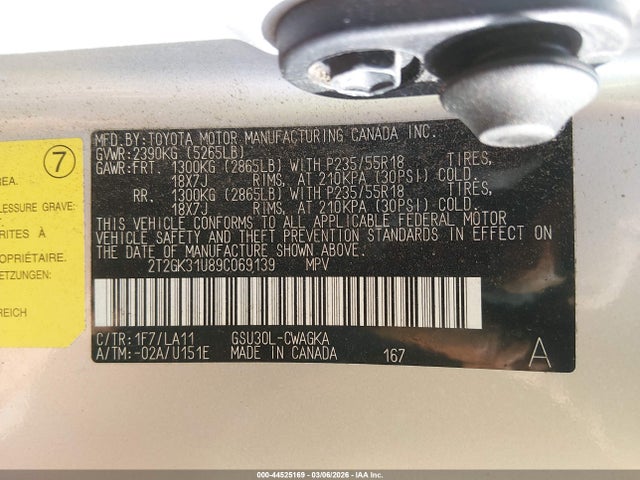 7
REA.
LESSURE GRAVE:
RITES À
OPIÉTAIRE.
TZUNGEN!
EREICH
MFD. BY: TOYOTA MOTOR MANUFACTURING CANADA INC.
GVWR: 2390KG (5265LB)
GAWR: FRT. 1300KG (2865LB) WITH P235/55R18 TIRES,
18X7J RIMS, AT 210KPA (30PSI) COLD.
RR. 1300KG (2865LB) WITH P235/55R18 TIRES,
18X7J RIMS, AT 210KPA (30PSI) COLD.
THIS VEHICLE CONFORMS TO ALL APPLICABLE FEDERAL MOTOR
VEHICLE SAFETY AND THEFT PREVENTION STANDARDS IN EFFECT ON
THE DATE OF MANUFACTURE SHOWN ABOVE.
2T2GK31U89C069139 MPV
C/TR: 1F7/LA11 GSU30L-CWAGKA
A/TM: -02A/U151E MADE IN CANADA 167 A
000-44525169 - 03/06/2026 - IAA Inc.